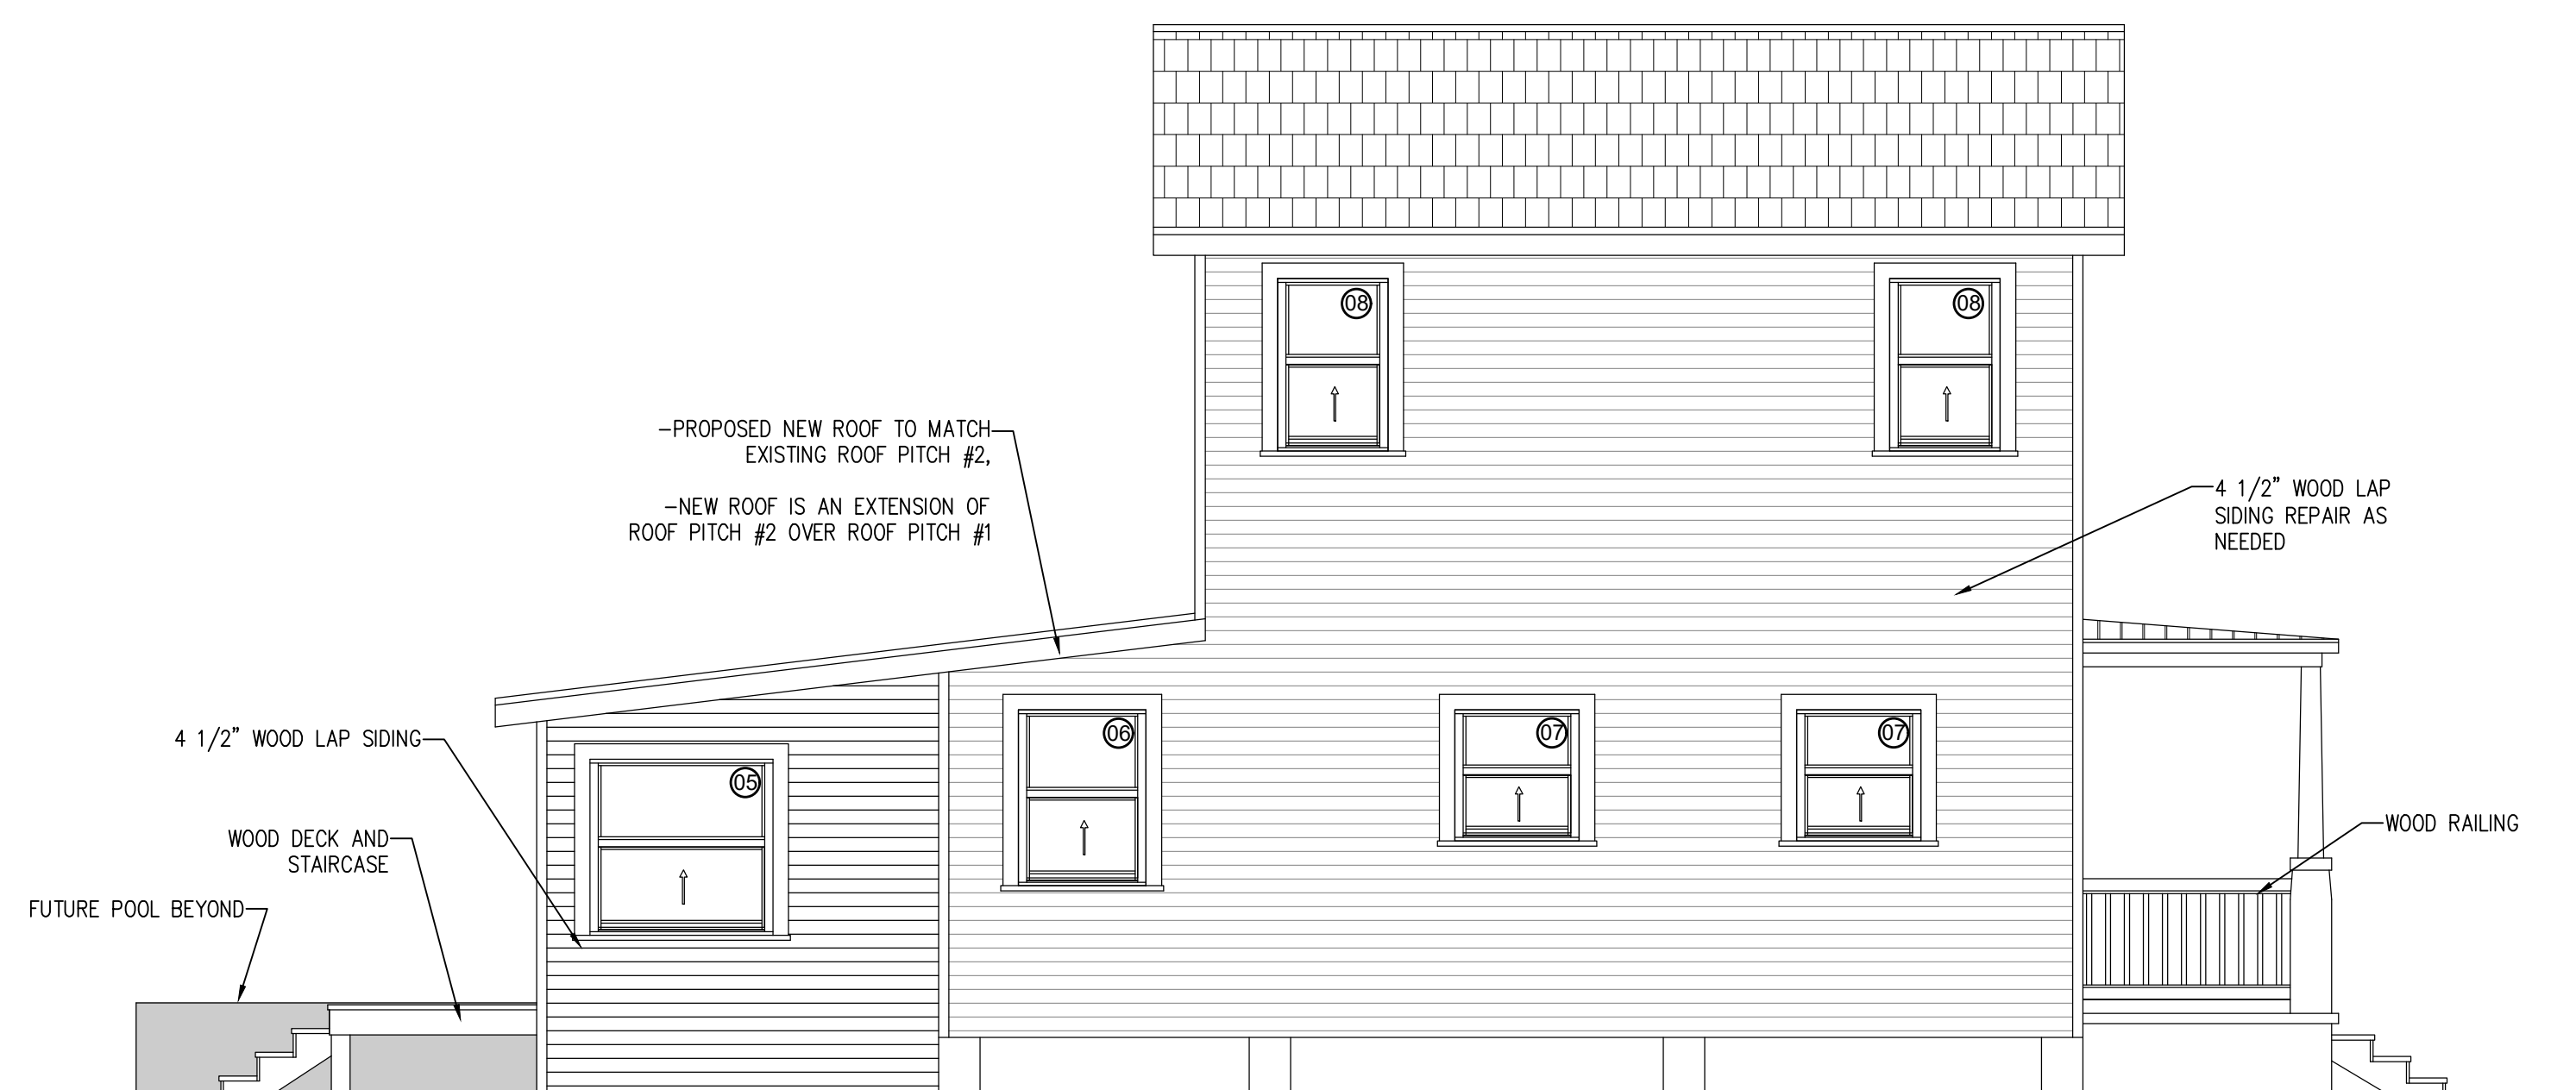 08
08
-PROPOSED NEW ROOF TO MATCH
EXISTING ROOF PITCH #2,
-NEW ROOF IS AN EXTENSION OF
ROOF PITCH #2 OVER ROOF PITCH #1
4 1/2" WOOD LAP
SIDING REPAIR AS
NEEDED
4 1/2" WOOD LAP SIDING
05
06
07
07
WOOD DECK AND
STAIRCASE
WOOD RAILING
FUTURE POOL BEYOND